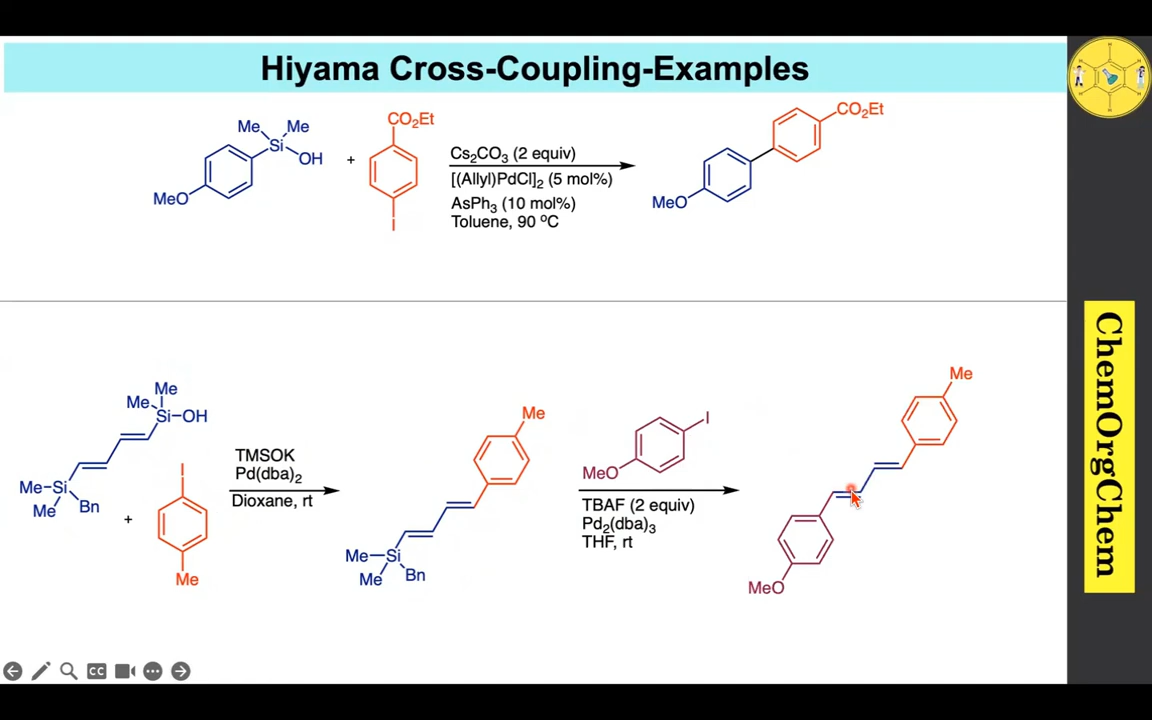 Hiyama Cross-Coupling-Examples
Me Me
Si
OH
MeO
+
CO₂Et
I
Cs₂CO₃ (2 equiv)
[(Allyl)PdCl]₂ (5 mol%)
AsPh₃ (10 mol%)
Toluene, 90 ºC
CO₂Et
MeO
Me
Me
Si-OH
Me
Me-Si
Me
Bn
+
I
Me
TMSOK
Pd(dba)₂
Dioxane, rt
Me
Me
Si
Me
Bn
I
MeO
TBAF (2 equiv)
Pd₂(dba)₃
THF, rt
Me
MeO
ChemOrgChem
CC